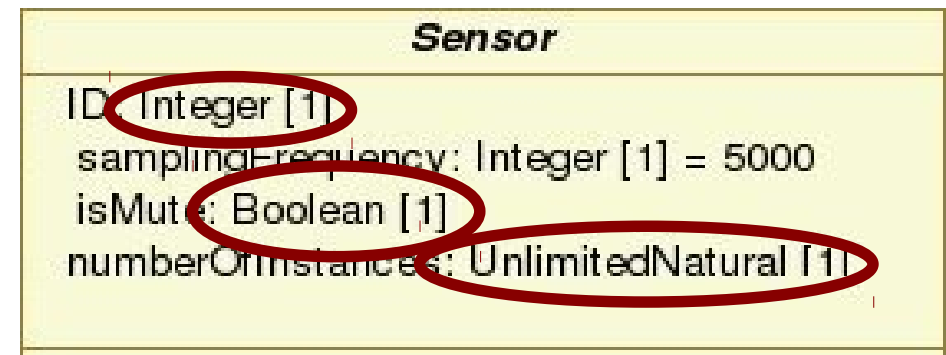 Sensor
ID: Integer [1]
samplingFrequency: Integer [1] = 5000
isMute: Boolean [1]
numberOfInstances: UnlimitedNatural [1]